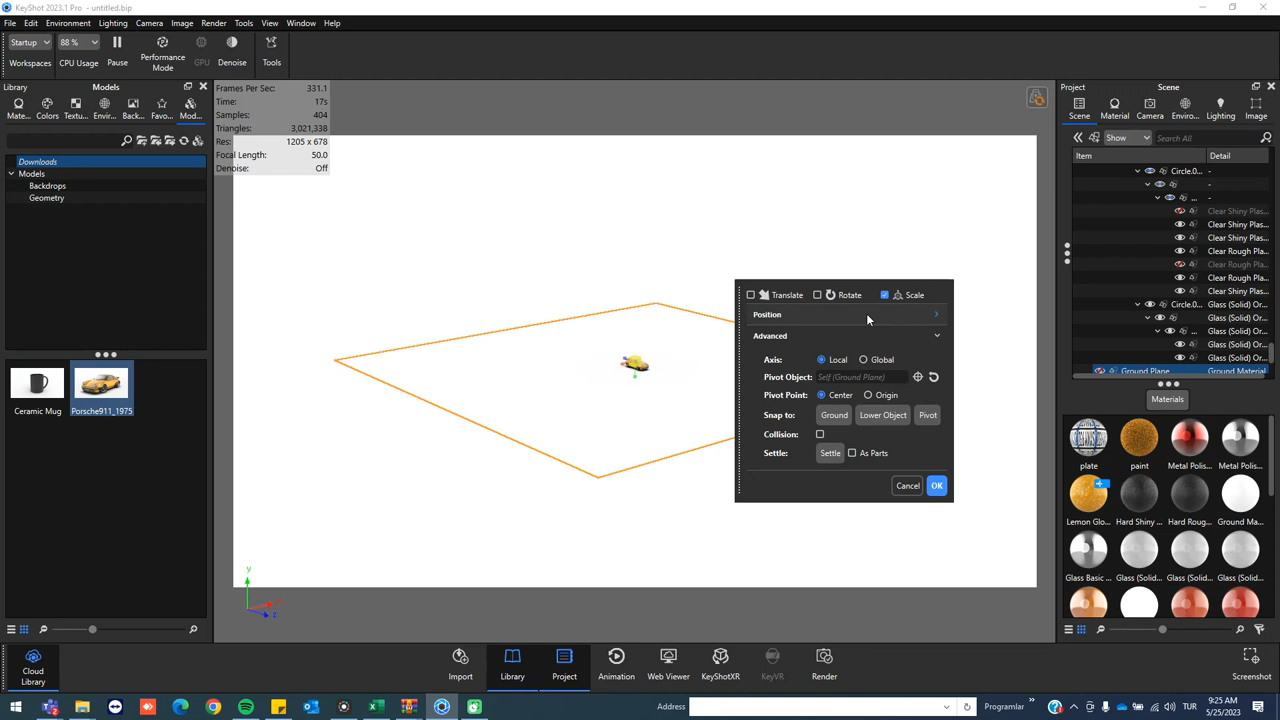 KeyShot 2023.1 Pro - untitled.bip
File Edit Environment Lighting Camera Image Render Tools View Window Help
Startup 88 %
Workspaces CPU Usage Pause Performance Mode GPU Denoise Tools
Library Models
Mate... Colors Textu... Envir... Back... Favo... Mod...
Downloads
Models
Backdrops
Geometry
Ceramic Mug Porsche911_1975
Frames Per Sec: 331.1
Time: 17s
Samples: 404
Triangles: 3,021,338
Res: 1205 x 678
Focal Length: 50.0
Denoise: Off
y
z
Translate Rotate Scale
Position
Advanced
Axis: Local Global
Pivot Object: Self (Ground Plane)
Pivot Point: Center Origin
Snap to: Ground Lower Object Pivot
Collision:
Settle: Settle As Parts
Cancel OK
Project Scene
Scene Material Camera Enviro... Lighting Image
Show Search All
Item Detail
Circle.0... -
-
... -
Clear Shiny Plas...
Clear Shiny Plas...
Clear Shiny Plas...
Clear Rough Pla...
Clear Rough Pla...
Clear Rough Pla...
Clear Shiny Plas...
Circle.0... Glass (Solid) Or...
Glass (Solid) Or...
... Glass (Solid) Or...
Glass (Solid) Or...
Glass (Solid) Or...
Ground Plane Ground Material
Materials
plate paint Metal Polis... Metal Polis...
Lemon Glo... Hard Shiny ... Hard Roug... Ground Ma...
Glass Basic ... Glass (Solid... Glass (Solid... Glass (Solid...
Cloud Library
Import Library Project Animation Web Viewer KeyShotXR KeyVR Render Screenshot
Address Programlar » TUR 9:25 AM
5/25/2023